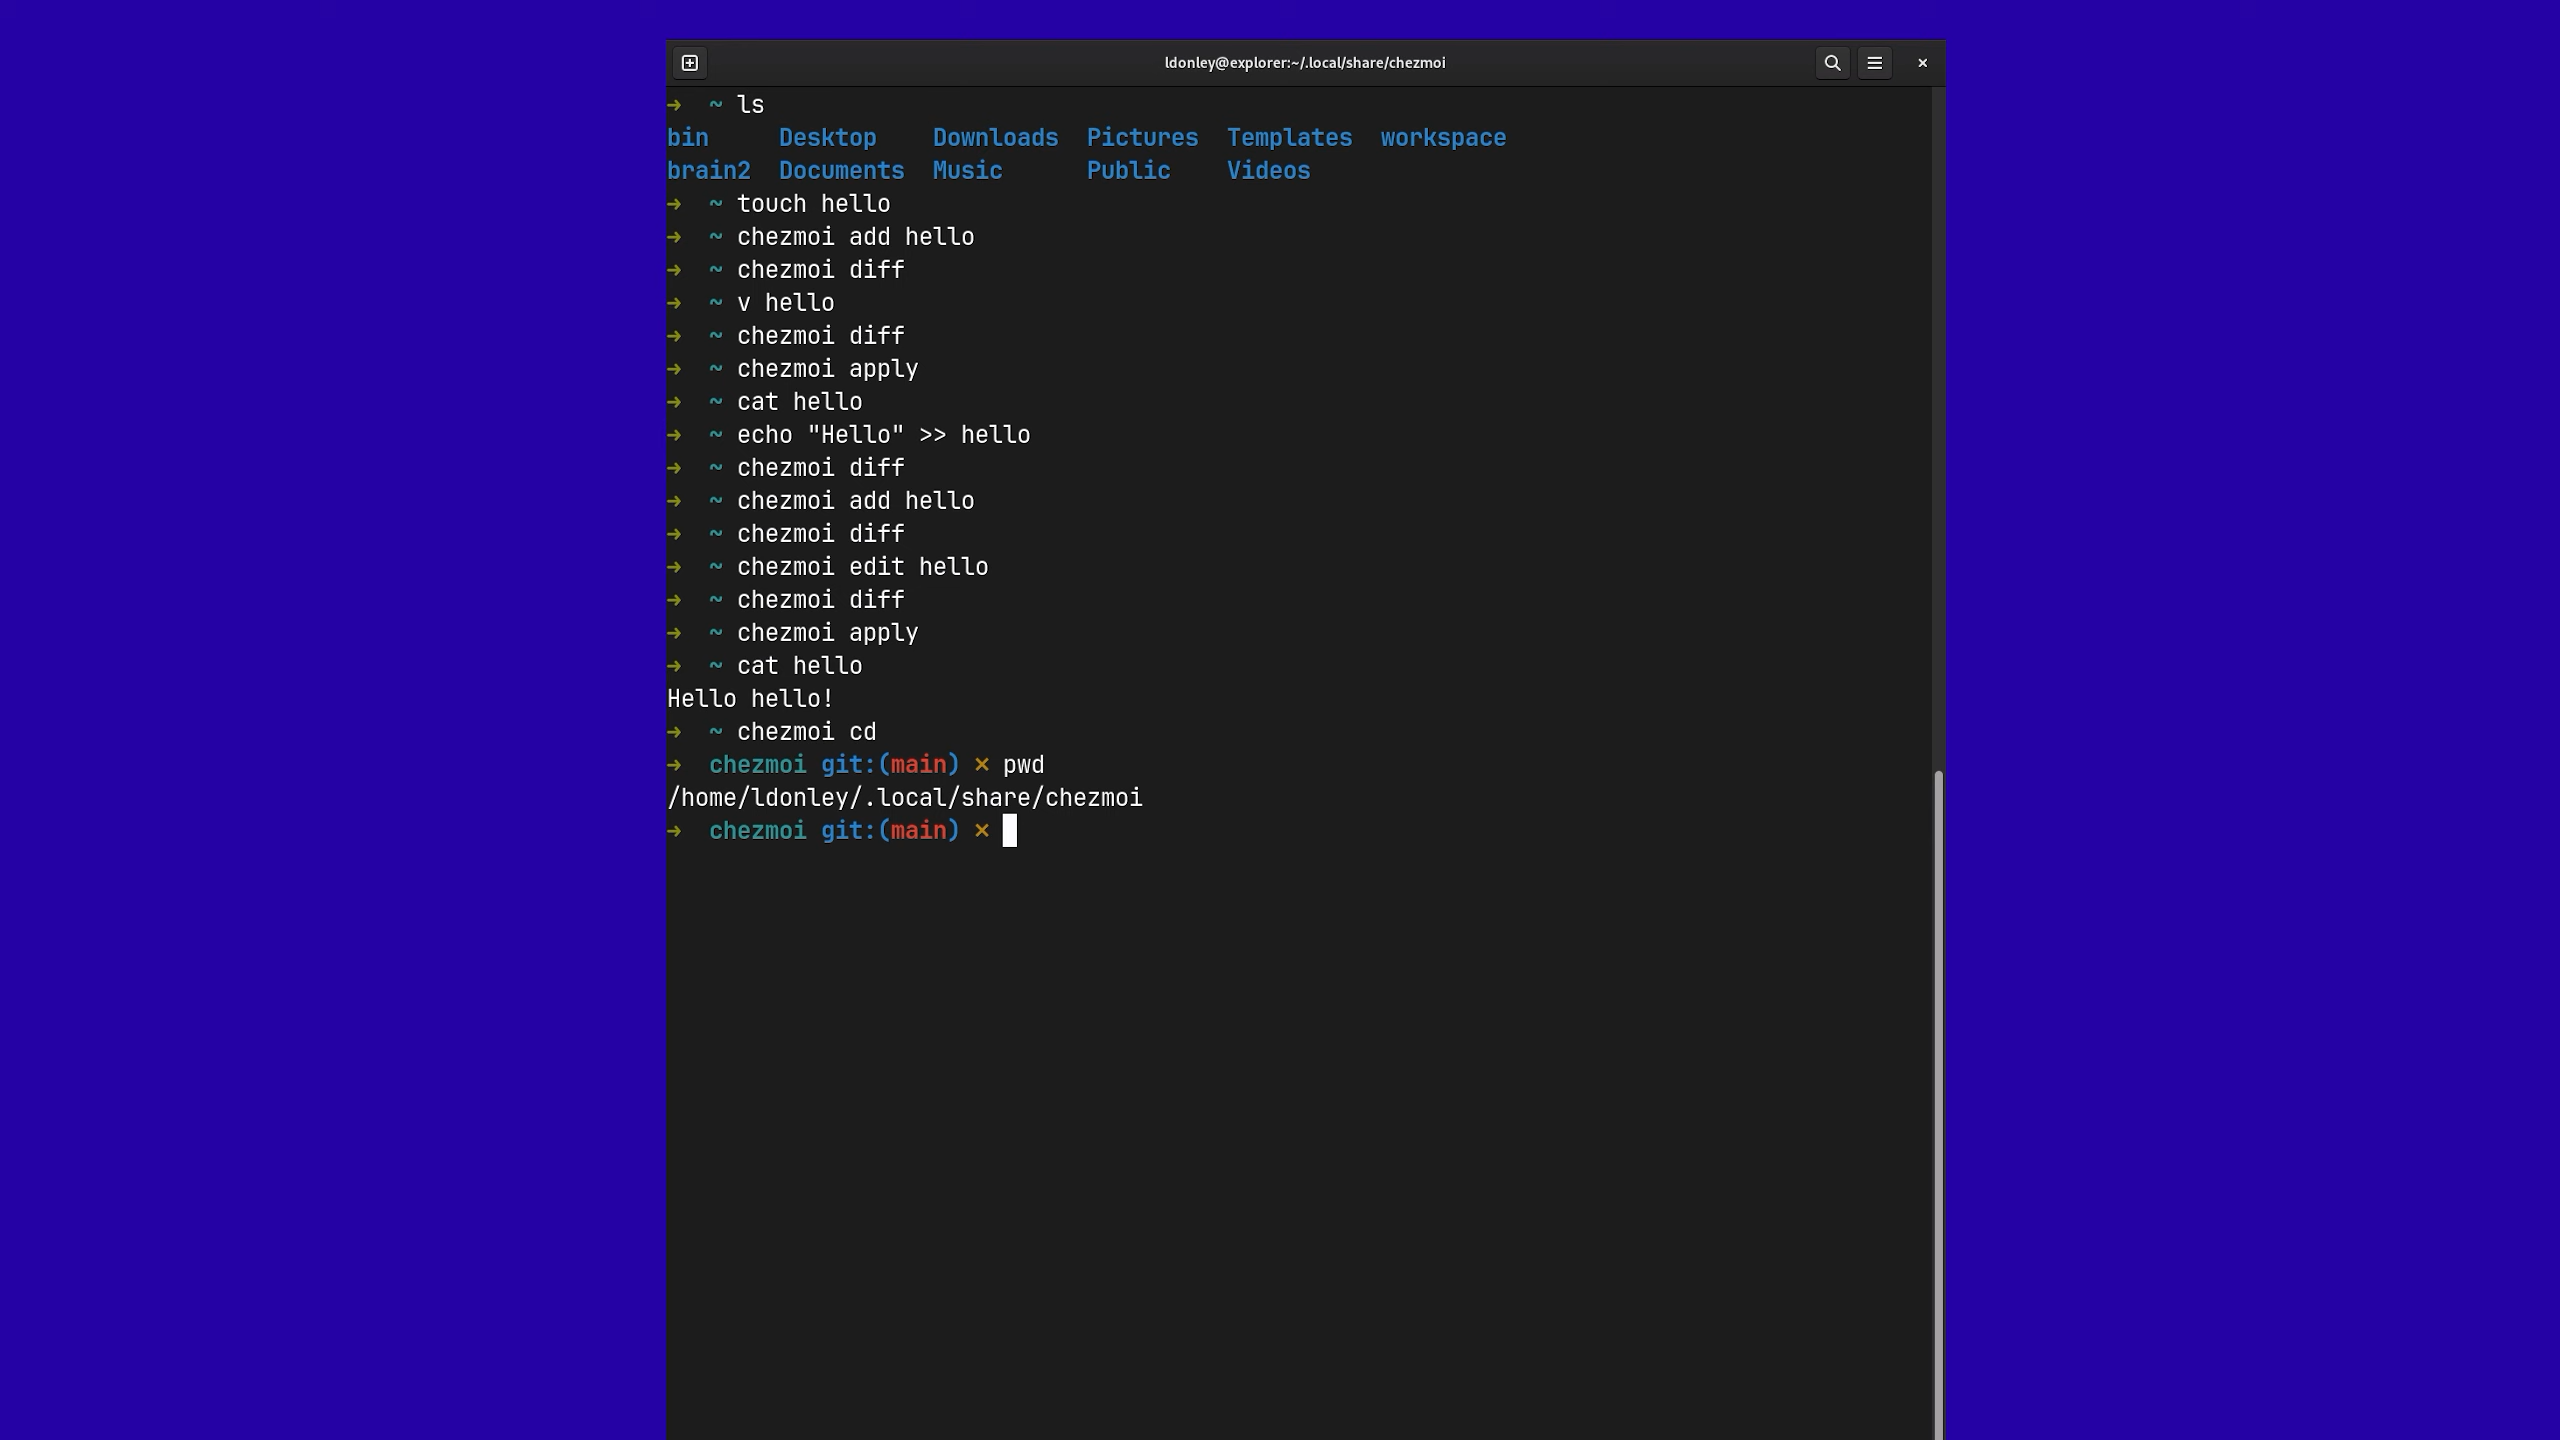 ldonley@explorer:~/.local/share/chezmoi
➜  ~ ls
bin     Desktop    Downloads  Pictures  Templates  workspace
brain2  Documents  Music      Public    Videos
➜  ~ touch hello
➜  ~ chezmoi add hello
➜  ~ chezmoi diff
➜  ~ v hello
➜  ~ chezmoi diff
➜  ~ chezmoi apply
➜  ~ cat hello
➜  ~ echo "Hello" >> hello
➜  ~ chezmoi diff
➜  ~ chezmoi add hello
➜  ~ chezmoi diff
➜  ~ chezmoi edit hello
➜  ~ chezmoi diff
➜  ~ chezmoi apply
➜  ~ cat hello
Hello hello!
➜  ~ chezmoi cd
➜  chezmoi git:(main) ✗ pwd
/home/ldonley/.local/share/chezmoi
➜  chezmoi git:(main) ✗